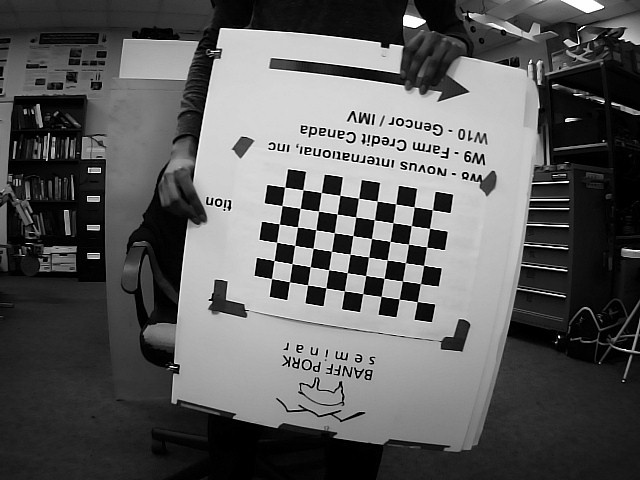 BANFF PORK
seminar
W8 - Novus International, Inc
W9 - Farm Credit Canada
W10 - Gencor / IMV
tion